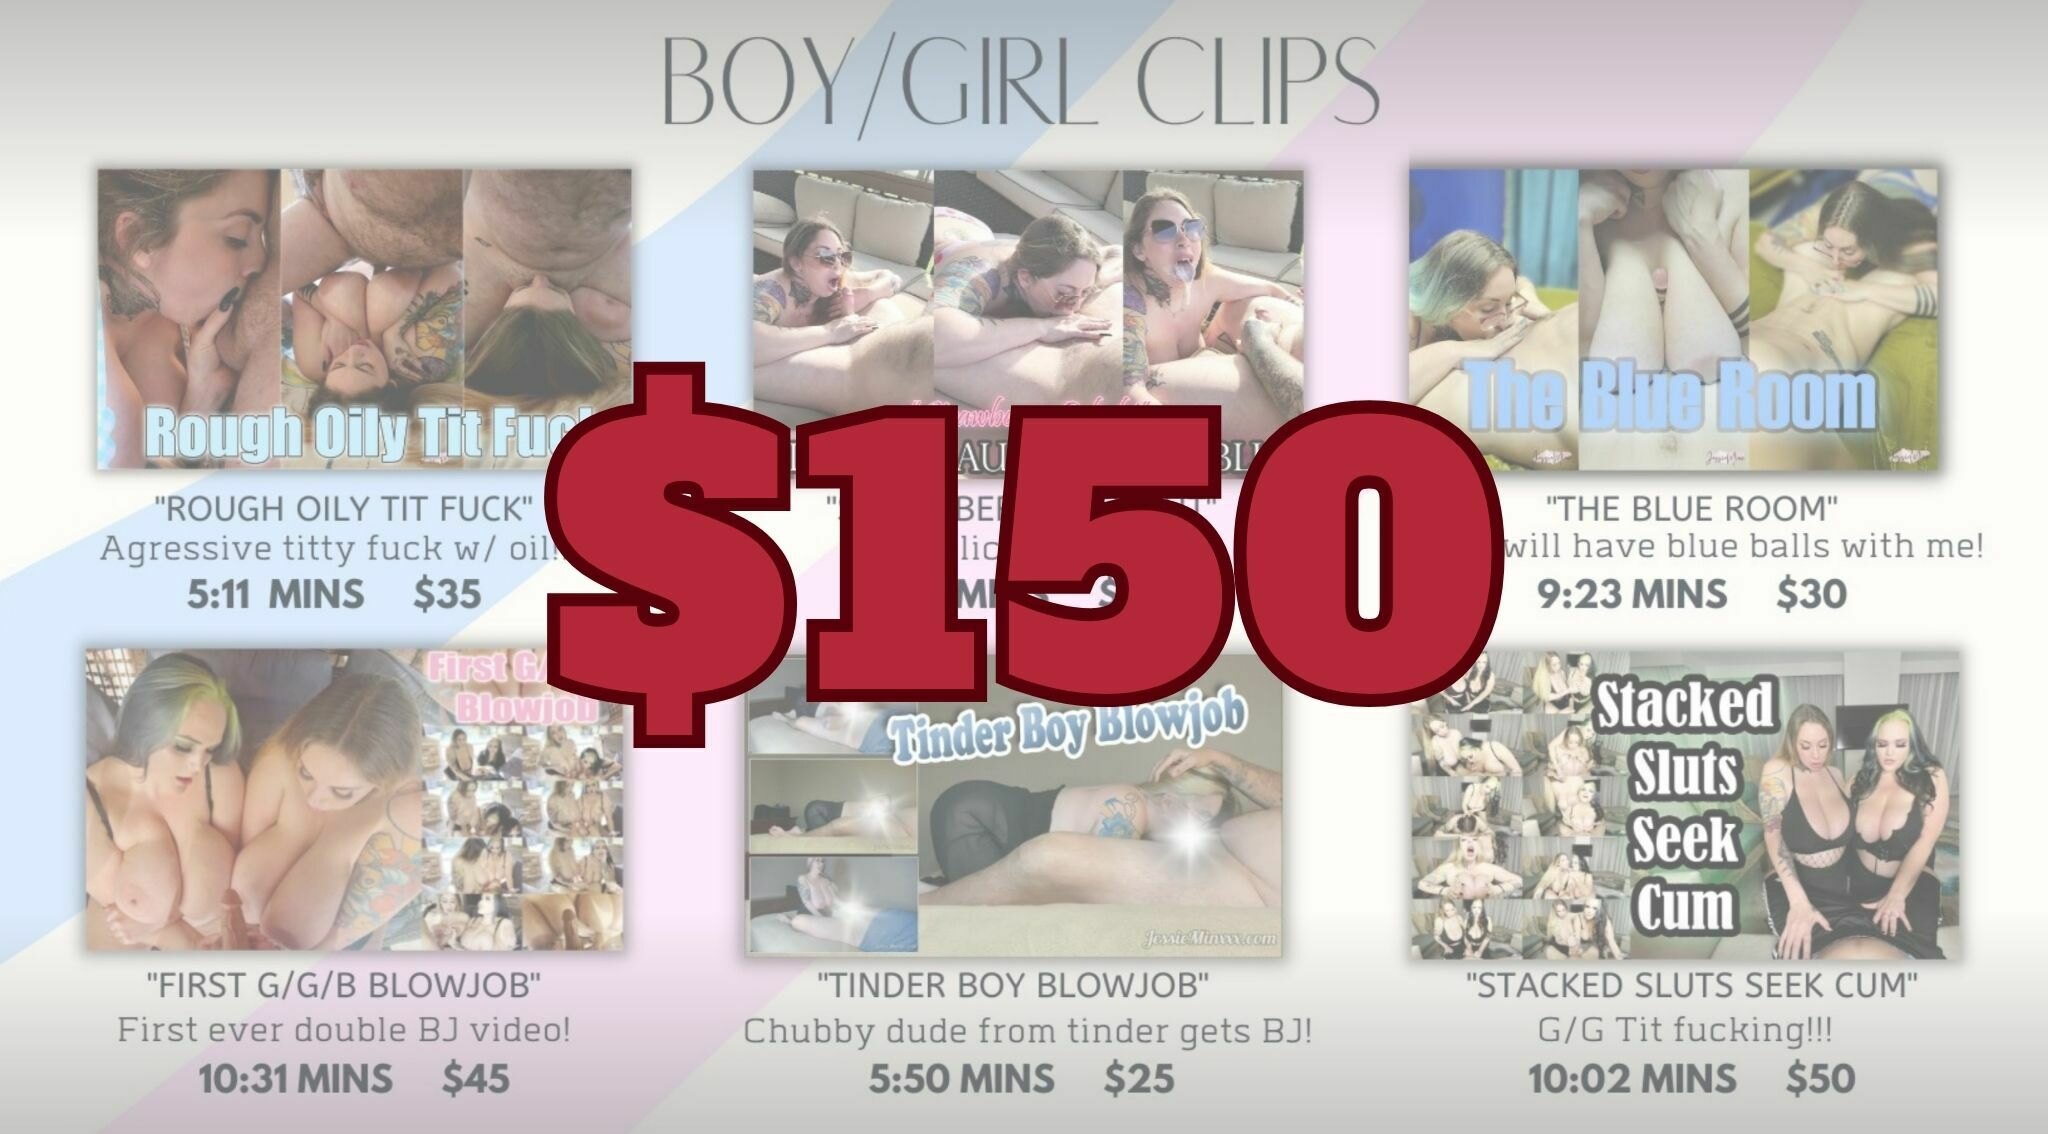 BOY/GIRL CLIPS
Rough Oily Tit Fuc
The Blue Room
$150
"ROUGH OILY TIT FUCK"
Agressive titty fuck w/ oil!
5:11 MINS $35
"THE BLUE ROOM"
will have blue balls with me!
9:23 MINS $30
First G/
Blowjob
Tinder Boy Blowjob
JessieMinxxx.com
Stacked
Sluts
Seek
Cum
"FIRST G/G/B BLOWJOB"
First ever double BJ video!
10:31 MINS $45
"TINDER BOY BLOWJOB"
Chubby dude from tinder gets BJ!
5:50 MINS $25
"STACKED SLUTS SEEK CUM"
G/G Tit fucking!!!
10:02 MINS $50